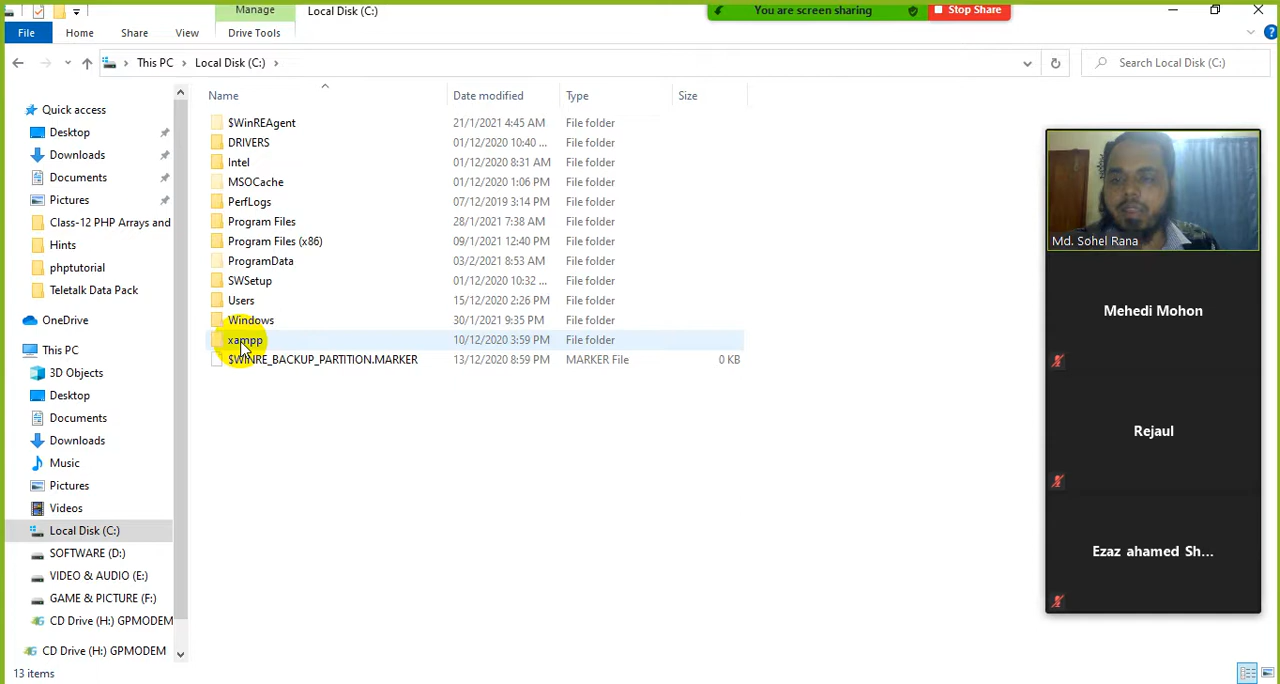 Manage
Local Disk (C:)
You are screen sharing
Stop Share
File
Home
Share
View
Drive Tools
This PC
Local Disk (C:)
Search Local Disk (C:)
Name
Date modified
Type
Size
$WinREAgent 21/1/2021 4:45 AM File folder
DRIVERS 01/12/2020 10:40 ... File folder
Intel 01/12/2020 8:31 AM File folder
MSOCache 01/12/2020 1:06 PM File folder
PerfLogs 07/12/2019 3:14 PM File folder
Program Files 28/1/2021 7:38 AM File folder
Program Files (x86) 09/1/2021 12:40 PM File folder
ProgramData 03/2/2021 8:53 AM File folder
SWSetup 01/12/2020 10:32 ... File folder
Users 15/12/2020 2:26 PM File folder
Windows 30/1/2021 9:35 PM File folder
xampp 10/12/2020 3:59 PM File folder
$WINRE_BACKUP_PARTITION.MARKER 13/12/2020 8:59 PM MARKER File 0 KB
Quick access
Desktop
Downloads
Documents
Pictures
Class-12 PHP Arrays and
Hints
phptutorial
Teletalk Data Pack
OneDrive
This PC
3D Objects
Desktop
Documents
Downloads
Music
Pictures
Videos
Local Disk (C:)
SOFTWARE (D:)
VIDEO & AUDIO (E:)
GAME & PICTURE (F:)
CD Drive (H:) GPMODEM
CD Drive (H:) GPMODEM
13 items
Md. Sohel Rana
Mehedi Mohon
Rejaul
Ezaz ahamed Sh...